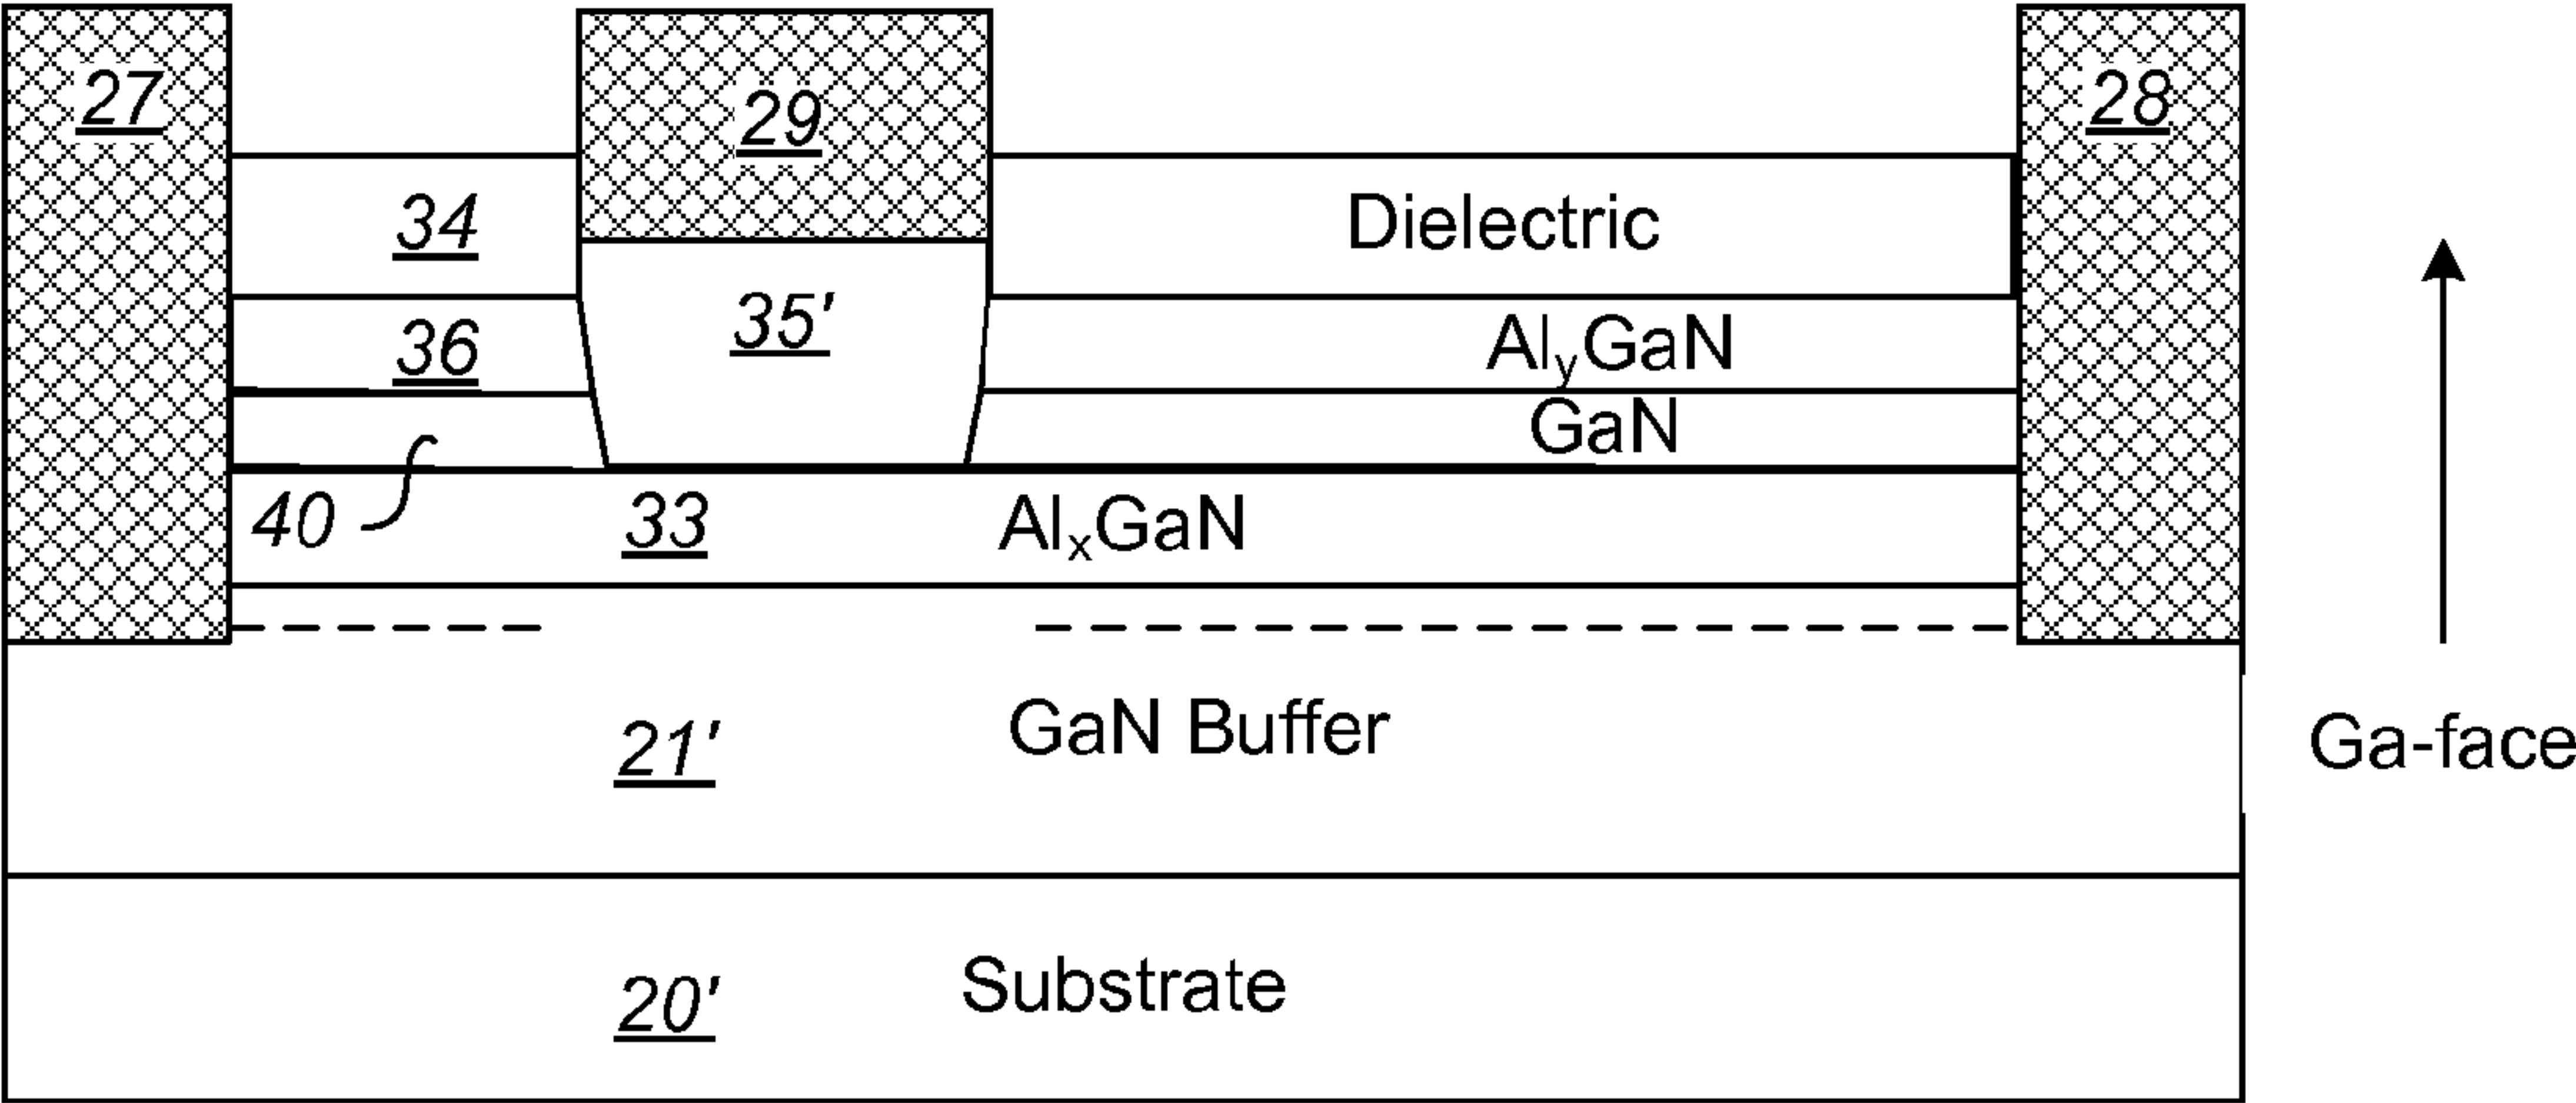 27
29
28
34
Dielectric
35'
36
AlyGaN
GaN
40
33
AlxGaN
21'
GaN Buffer
Ga-face
20'
Substrate